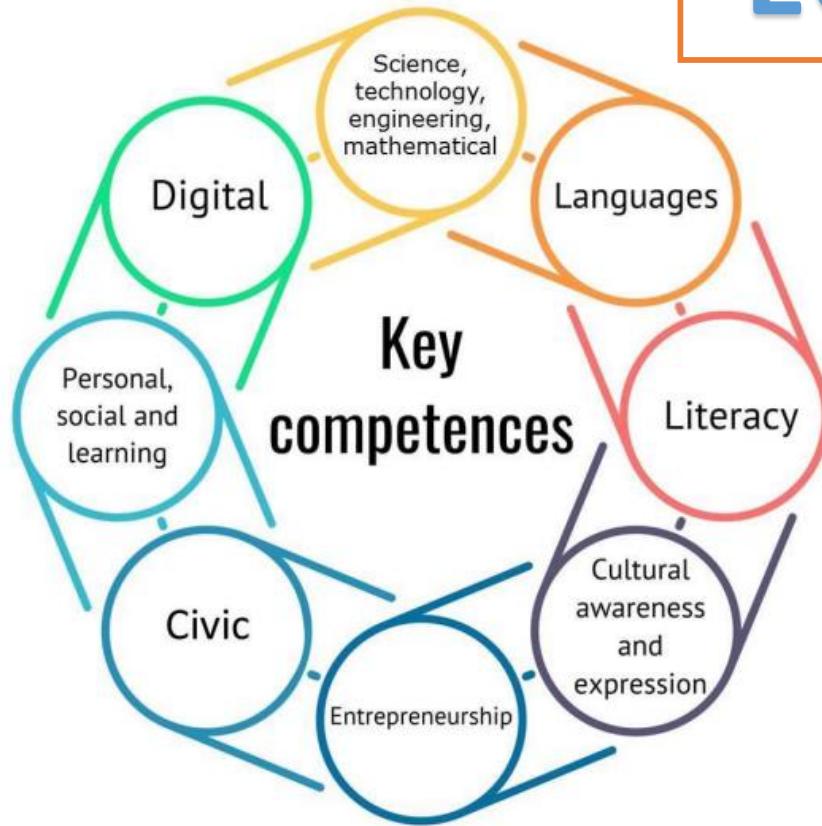 Science,
technology,
engineering,
mathematical
Languages
Literacy
Cultural
awareness
and
expression
Entrepreneurship
Civic
Personal,
social and
learning
Digital
Key
competences